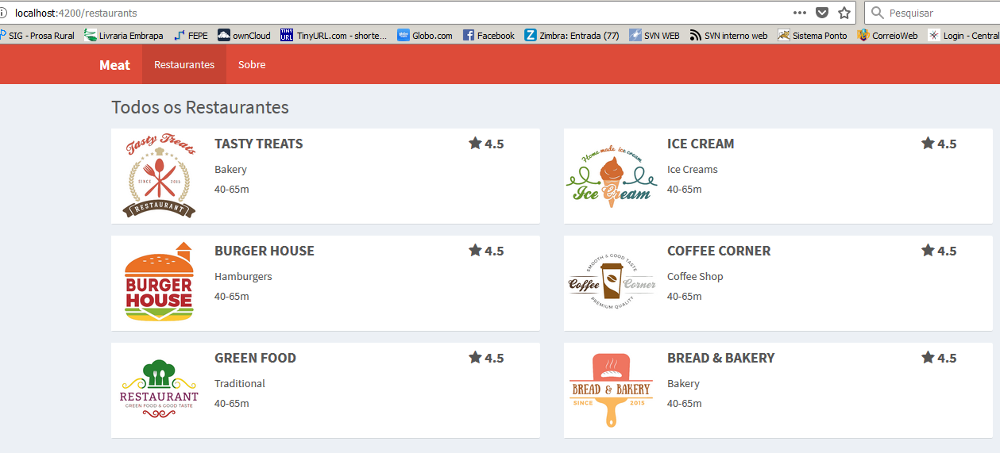 localhost:4200/restaurants
Pesquisar
SIG - Prosa Rural Livraria Embrapa FEPE ownCloud TINY URL TinyURL.com - shorte... Globo.com Facebook Z Zimbra: Entrada (77) SVN WEB SVN interno web Sistema Ponto CorreioWeb Login - Central
Meat Restaurantes Sobre
Todos os Restaurantes
Tasty Treats
SINCE 2015
RESTAURANT
TASTY TREATS 4.5
Bakery
40-65m
Home made ice cream
Ice Cream
ICE CREAM 4.5
Ice Creams
40-65m
BURGER
HOUSE
BURGER HOUSE 4.5
Hamburgers
40-65m
SMOOTH & GOOD TASTE
Coffee Corner
PREMIUM QUALITY
COFFEE CORNER 4.5
Coffee Shop
40-65m
RESTAURANT
GREEN FOOD & GOOD TASTE
GREEN FOOD 4.5
Traditional
40-65m
BREAD & BAKERY
SINCE 2015
BREAD & BAKERY 4.5
Bakery
40-65m